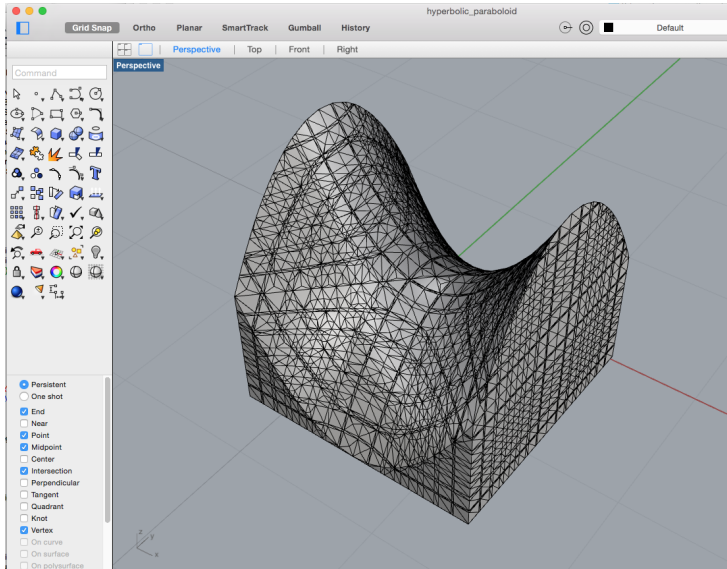 hyperbolic_paraboloid
Grid Snap Ortho Planar SmartTrack Gumball History Default
Perspective Top Front Right
Perspective
Command
Persistent
One shot
End
Near
Point
Midpoint
Center
Intersection
Perpendicular
Tangent
Quadrant
Knot
Vertex
On curve
On surface
On polysurface
z
y
x